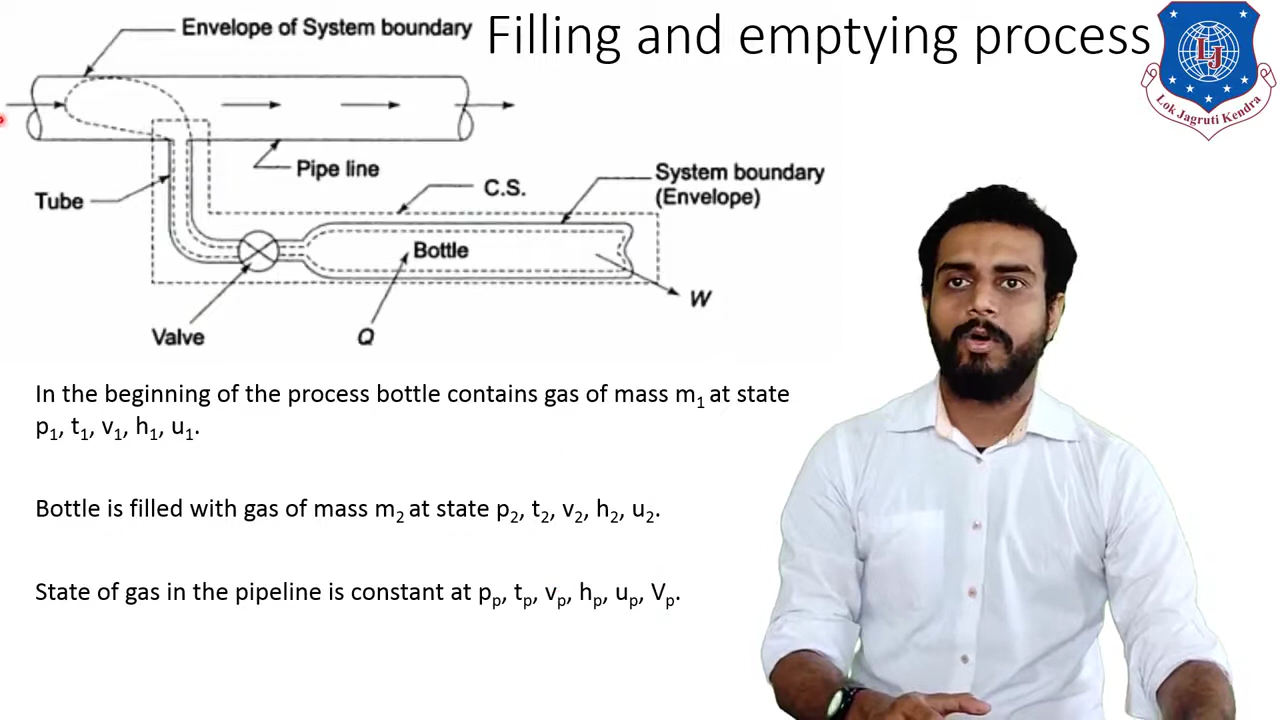 Filling and emptying process
LJ
Lok Jagruti Kendra
Envelope of System boundary
Pipe line
Tube
C.S.
System boundary
(Envelope)
Bottle
W
Valve
Q
In the beginning of the process bottle contains gas of mass m₁ at state
p₁, t₁, v₁, h₁, u₁.
Bottle is filled with gas of mass m₂ at state p₂, t₂, v₂, h₂, u₂.
State of gas in the pipeline is constant at pₚ, tₚ, vₚ, hₚ, uₚ, Vₚ.